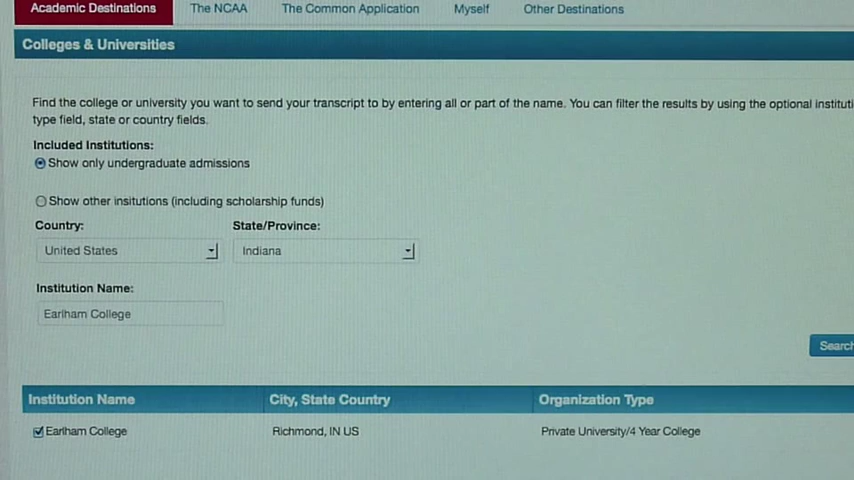 Academic Destinations The NCAA The Common Application Myself Other Destinations
Colleges & Universities
Find the college or university you want to send your transcript to by entering all or part of the name. You can filter the results by using the optional instituti
type field, state or country fields.
Included Institutions:
Show only undergraduate admissions
Show other insitutions (including scholarship funds)
Country: State/Province:
United States Indiana
Institution Name:
Earlham College
Search
Institution Name City, State Country Organization Type
Earlham College Richmond, IN US Private University/4 Year College